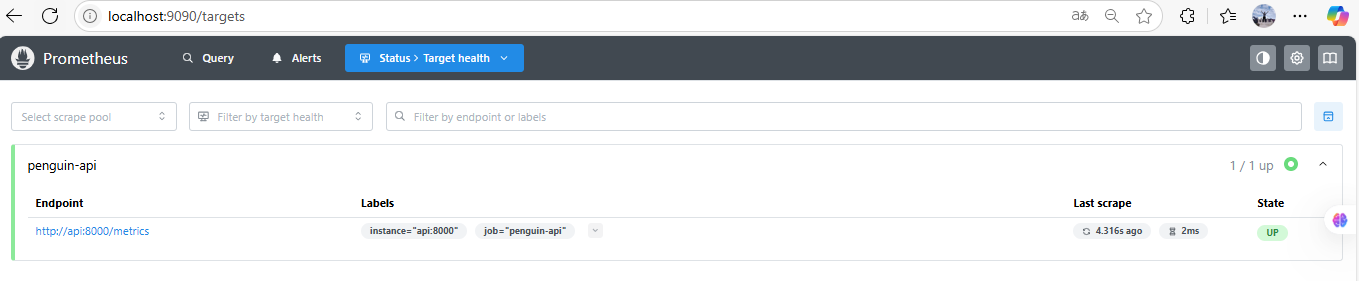 localhost:9090/targets
aあ
Prometheus Query Alerts Status > Target health
Select scrape pool Filter by target health Filter by endpoint or labels
penguin-api 1 / 1 up
Endpoint Labels Last scrape State
http://api:8000/metrics instance="api:8000" job="penguin-api" 4.316s ago 2ms UP